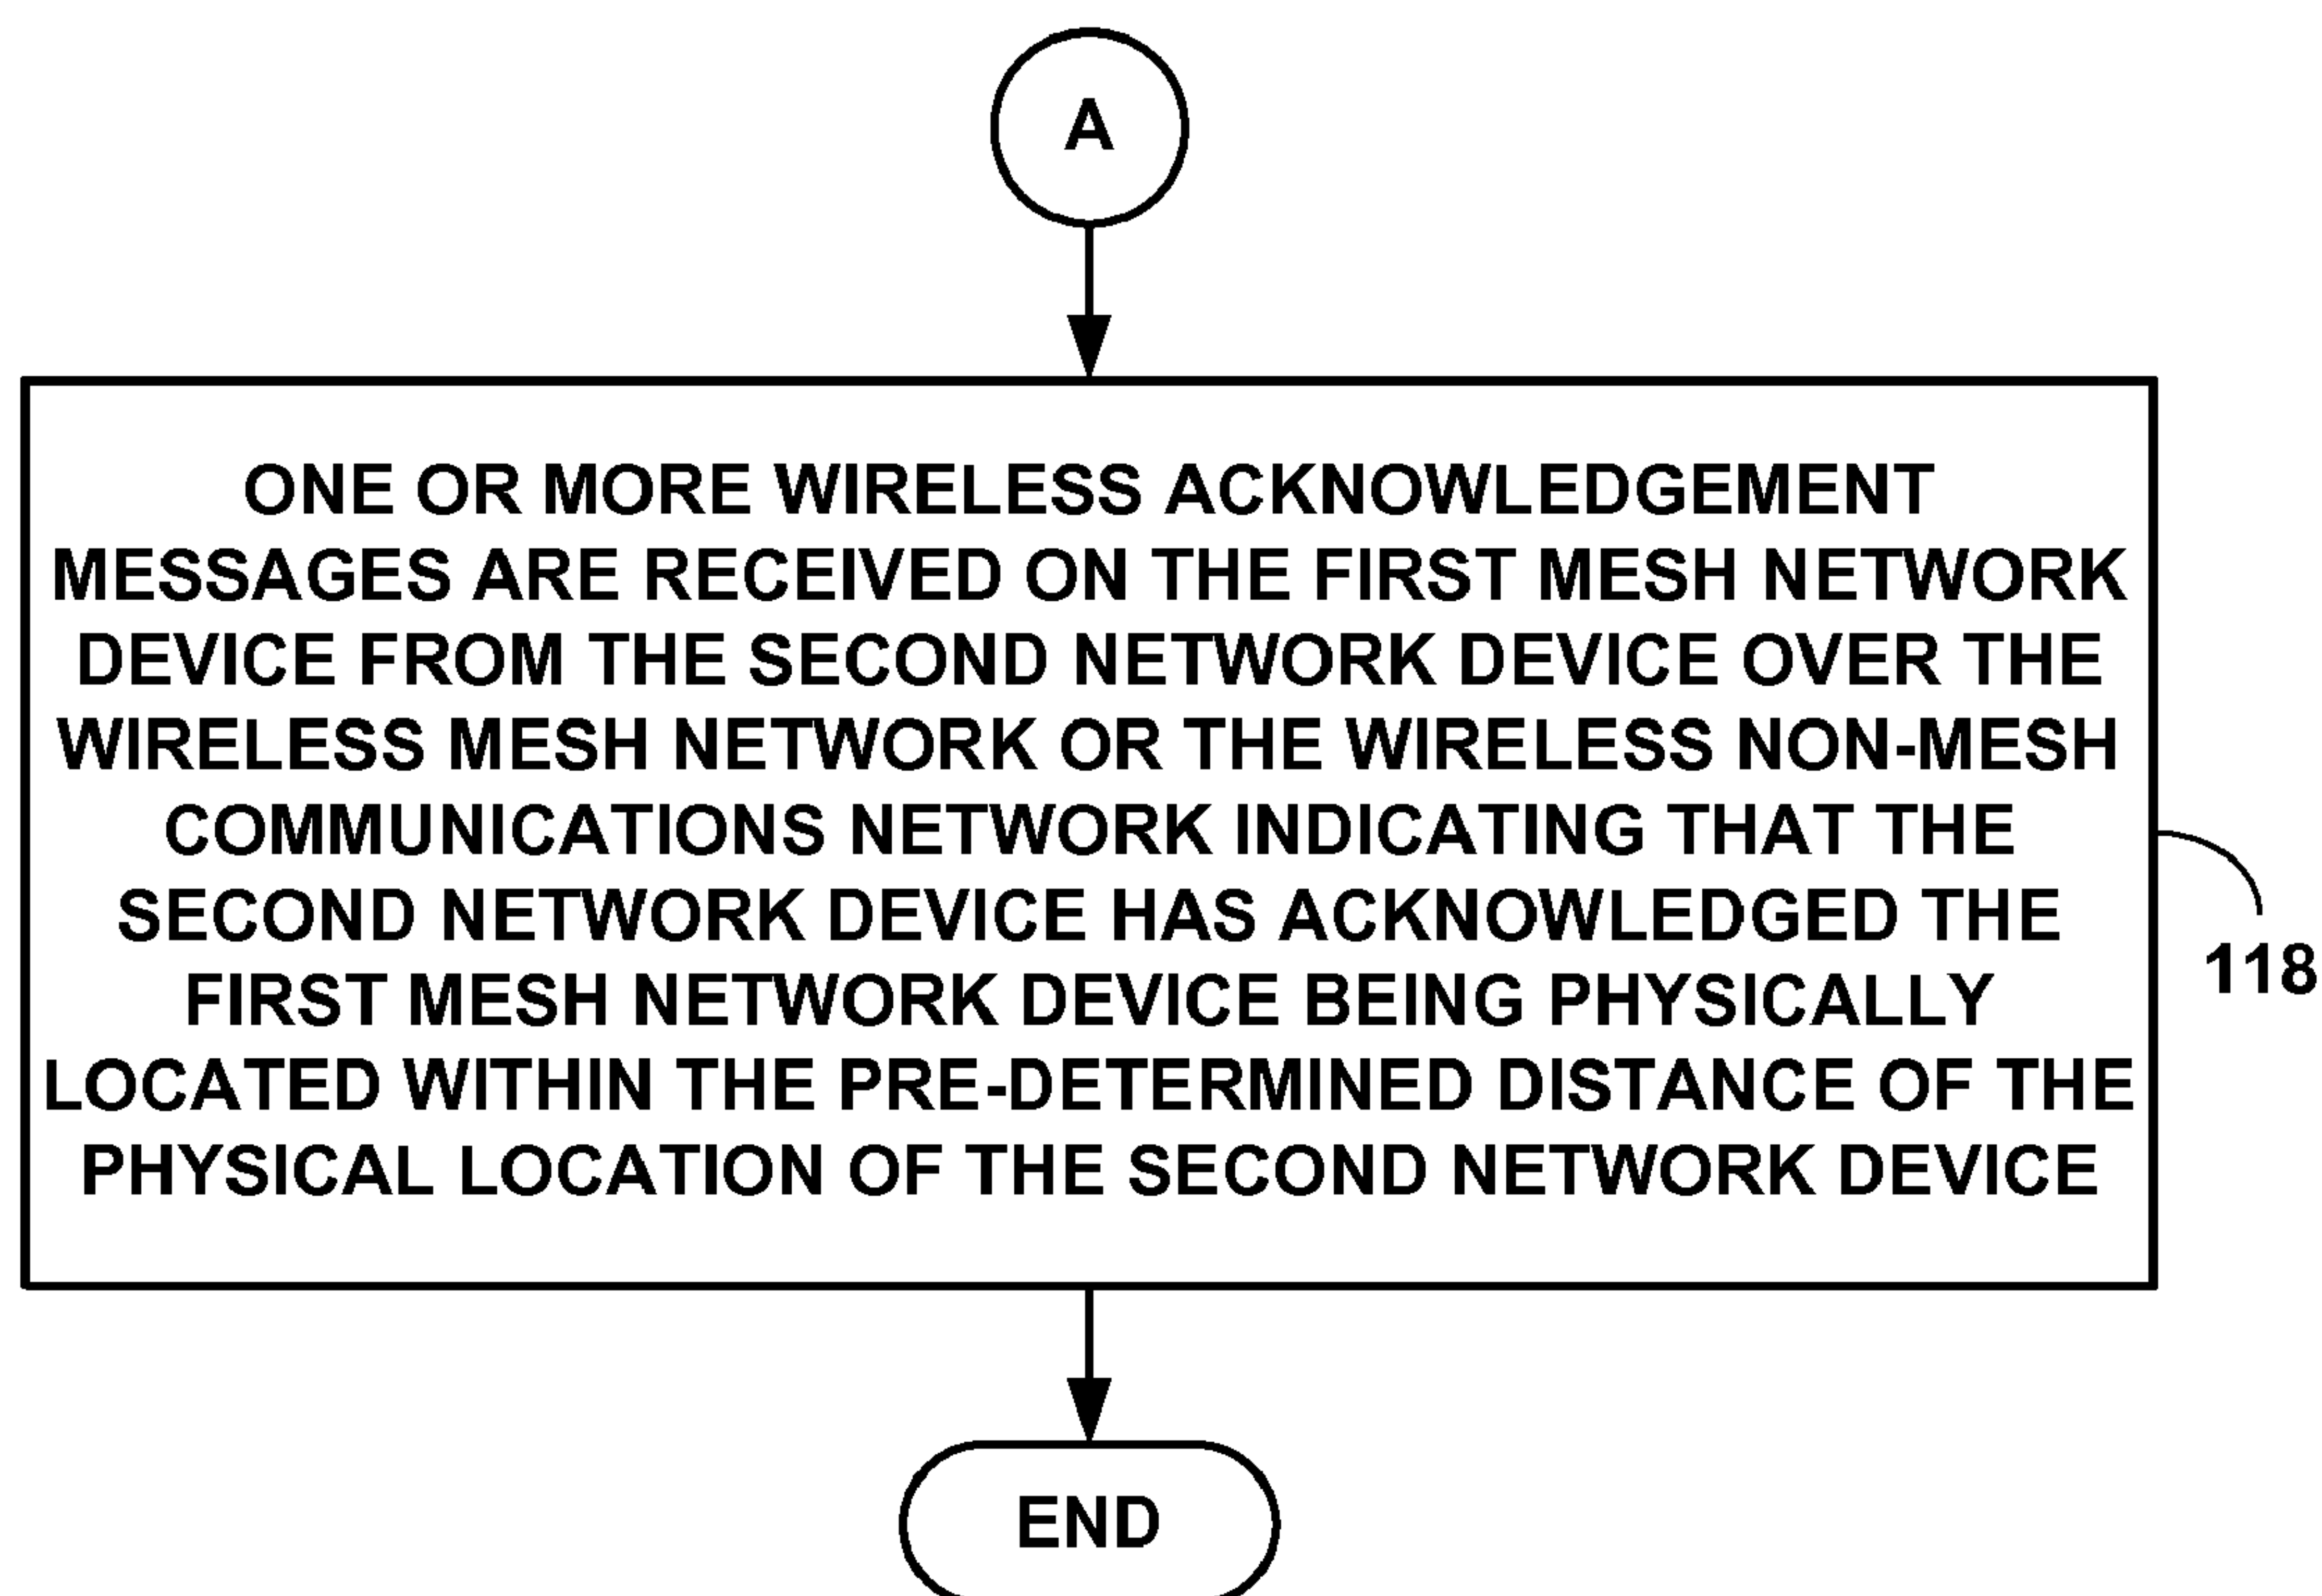 A
ONE OR MORE WIRELESS ACKNOWLEDGEMENT
MESSAGES ARE RECEIVED ON THE FIRST MESH NETWORK
DEVICE FROM THE SECOND NETWORK DEVICE OVER THE
WIRELESS MESH NETWORK OR THE WIRELESS NON-MESH
COMMUNICATIONS NETWORK INDICATING THAT THE
SECOND NETWORK DEVICE HAS ACKNOWLEDGED THE
FIRST MESH NETWORK DEVICE BEING PHYSICALLY
LOCATED WITHIN THE PRE-DETERMINED DISTANCE OF THE
PHYSICAL LOCATION OF THE SECOND NETWORK DEVICE
118
END